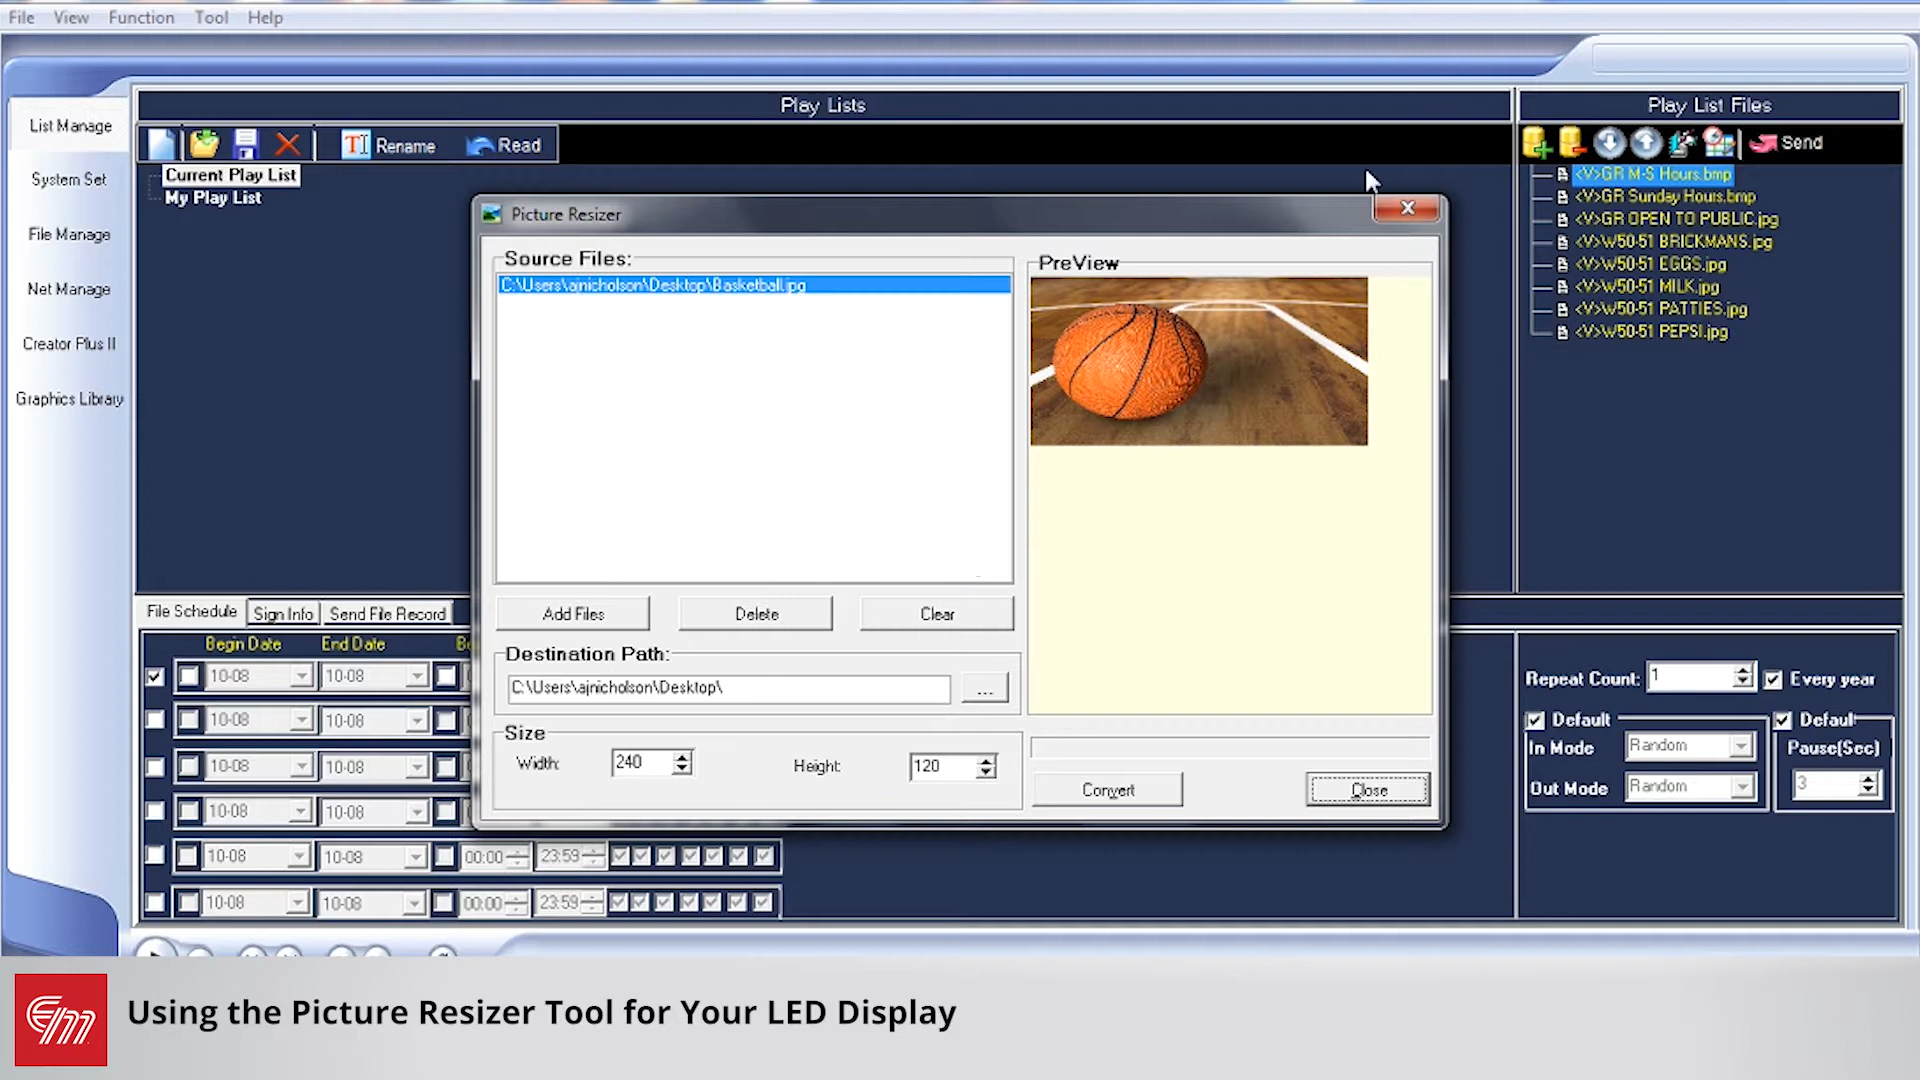 File View Function Tool Help
Play Lists
Play List Files
List Manage
System Set
File Manage
Net Manage
Creator Plus II
Graphics Library
Rename Read
Send
Current Play List
My Play List
<V>GR M-S Hours.bmp
<V>GR Sunday Hours.bmp
<V>GR OPEN TO PUBLIC.jpg
<V>W50-51 BRICKMANS.jpg
<V>W50-51 EGGS.jpg
<V>W50-51 MILK.jpg
<V>W50-51 PATTIES.jpg
<V>W50-51 PEPSI.jpg
Picture Resizer
Source Files:
C:\Users\ajnicholson\Desktop\Basketball.jpg
PreView
Add Files Delete Clear
Destination Path:
C:\Users\ajnicholson\Desktop\
...
Size
Width: 240 Height: 120
Convert Close
File Schedule Sign Info Send File Record
Begin Date End Date
10-08 10-08
10-08 10-08
10-08 10-08
10-08 10-08
10-08 10-08 00:00 23:59
10-08 10-08 00:00 23:59
Repeat Count: 1 Every year
Default
In Mode Random
Out Mode Random
Default
Pause(Sec)
3
Using the Picture Resizer Tool for Your LED Display